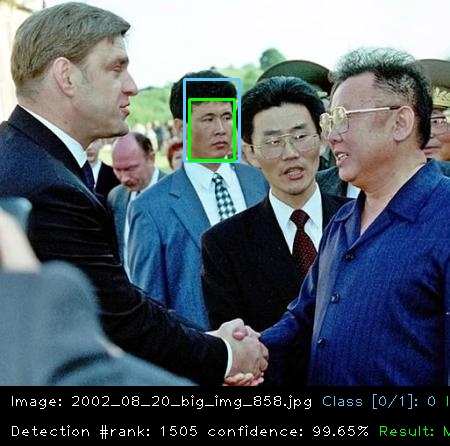 Image: 2002_08_20_big_img_858.jpg Class [0/1]: 0
Detection #rank: 1505 confidence: 99.65% Result: